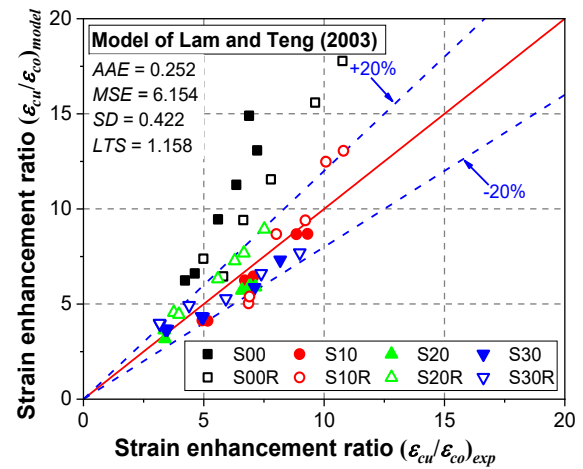 20
15
10
5
0
Strain enhancement ratio (εcu/εco)model
Model of Lam and Teng (2003)
AAE = 0.252
MSE = 6.154
SD = 0.422
LTS = 1.158
+20%
-20%
S00 S10 S20 S30
S00R S10R S20R S30R
0 5 10 15 20
Strain enhancement ratio (εcu/εco)exp